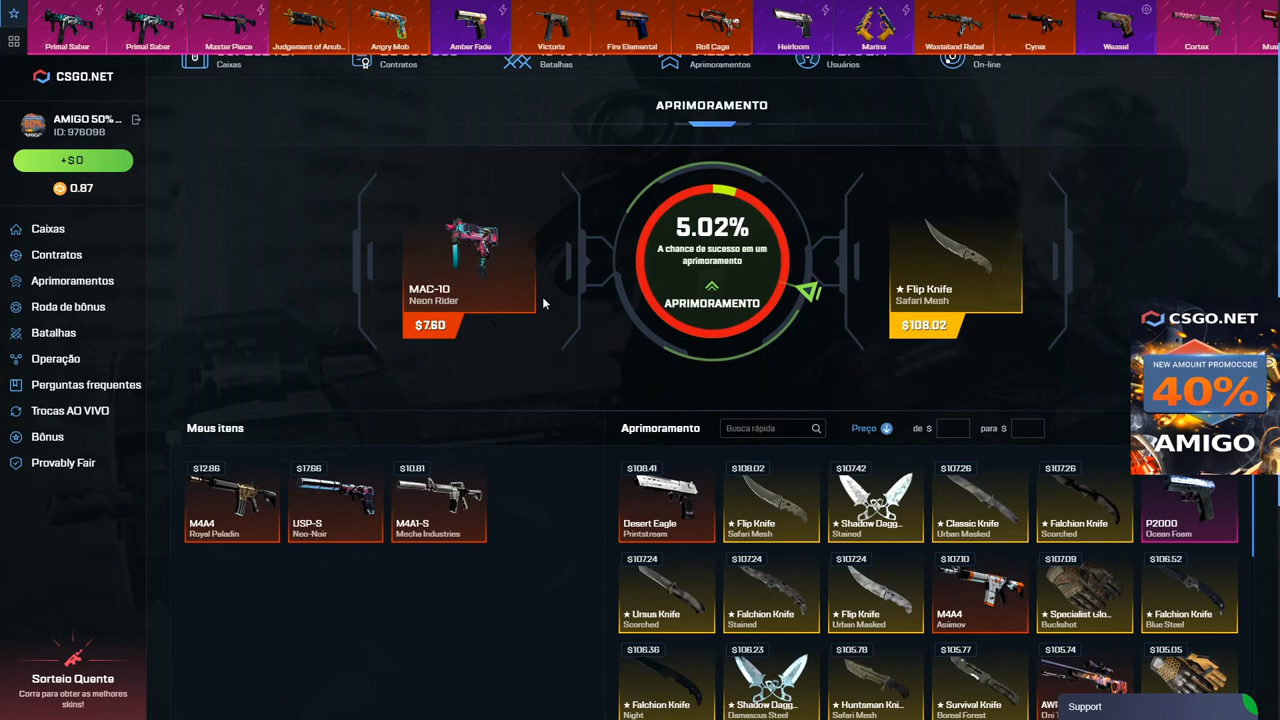 Primal Saber
Primal Saber
Master Piece
Judgement of Anub...
Angry Mob
Amber Fade
Victoria
Fire Elemental
Roll Cage
Heirloom
Marina
Wasteland Rebel
Cyrex
Weasel
Cortex
CSGO.NET
Caixas
Contratos
Batalhas
Aprimoramentos
Usuários
On-line
AMIGO 50% ...
ID: 976098
+$0
0.87
Caixas
Contratos
Aprimoramentos
Roda de bônus
Batalhas
Operação
Perguntas frequentes
Trocas AO VIVO
Bônus
Provably Fair
Sorteio Quente
Corra para obter as melhores
skins!
APRIMORAMENTO
MAC-10
Neon Rider
$7.60
5.02%
A chance de sucesso em um
aprimoramento
APRIMORAMENTO
★ Flip Knife
Safari Mesh
$108.02
CSGO.NET
NEW AMOUNT PROMOCODE
40%
AMIGO
Meus itens
$12.86
M4A4
Royal Paladin
$17.66
USP-S
Neo-Noir
$10.81
M4A1-S
Mecha Industries
Aprimoramento
Busca rápida
Preço
de $
para $
$108.41
Desert Eagle
Printstream
$108.02
★ Flip Knife
Safari Mesh
$107.42
★ Shadow Dagg...
Stained
$107.26
★ Classic Knife
Urban Masked
$107.26
★ Falchion Knife
Scorched
P2000
Ocean Foam
$107.24
★ Ursus Knife
Scorched
$107.24
★ Falchion Knife
Stained
$107.24
★ Flip Knife
Urban Masked
$107.10
M4A4
Asiimov
$107.09
★ Specialist Glo...
Buckshot
$106.52
★ Falchion Knife
Blue Steel
$106.36
★ Falchion Knife
Night
$106.23
★ Shadow Dagg...
Damascus Steel
$105.78
★ Huntsman Kni...
Safari Mesh
$105.77
★ Survival Knife
Boreal Forest
$105.74
$105.05
Support